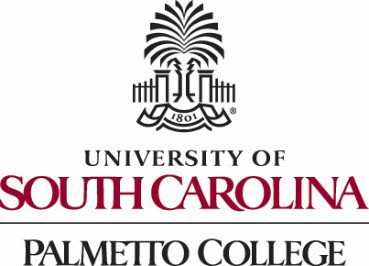 1801®
UNIVERSITY OF
SOUTH CAROLINA
PALMETTO COLLEGE